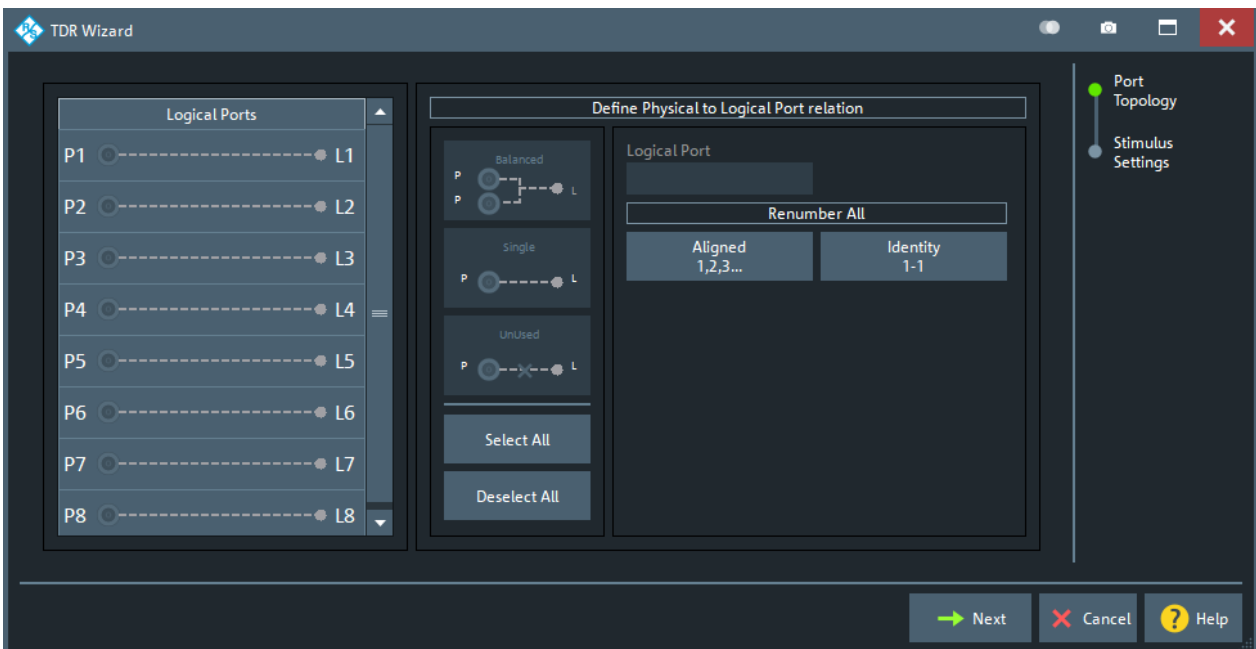 TDR Wizard
Logical Ports
P1 L1
P2 L2
P3 L3
P4 L4
P5 L5
P6 L6
P7 L7
P8 L8
Define Physical to Logical Port relation
Balanced
P
P
L
Single
P L
UnUsed
P L
Select All
Deselect All
Logical Port
Renumber All
Aligned
1,2,3...
Identity
1-1
Port
Topology
Stimulus
Settings
Next
Cancel
? Help